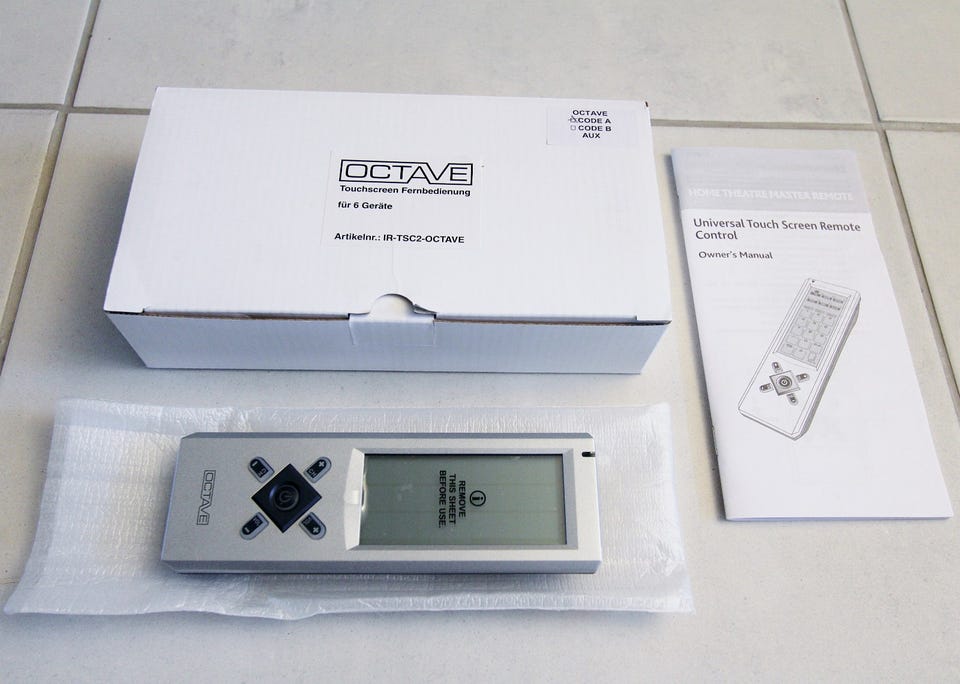 OCTAVE
CODE A
CODE B
AUX
OCTAVE
Touchscreen Fernbedienung
für 6 Geräte
Artikelnr.: IR-TSC2-OCTAVE
HOME THEATRE MASTER REMOTE
Universal Touch Screen Remote
Control
Owner's Manual
OCTAVE
REMOVE
THIS SHEET
BEFORE USE.